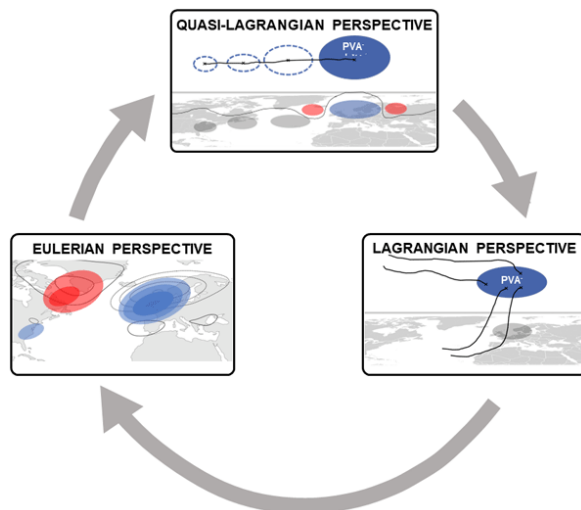 QUASI-LAGRANGIAN PERSPECTIVE
PVA-
EULERIAN PERSPECTIVE
LAGRANGIAN PERSPECTIVE
PVA-